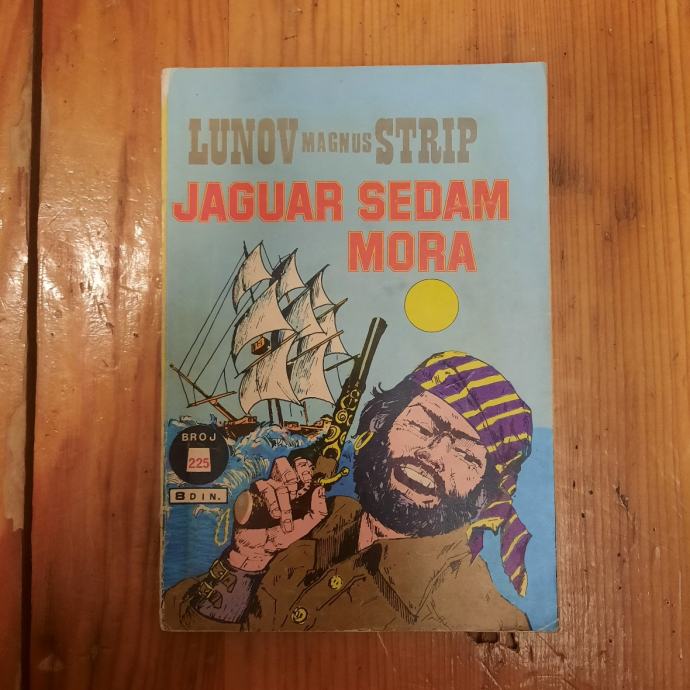 LUNOV MAGNUS STRIP
JAGUAR SEDAM
MORA
BROJ
225
8 DIN.